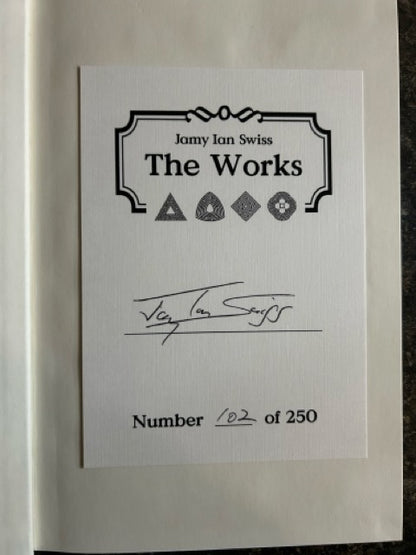 Jamy Ian Swiss
The Works
Jamy Ian Swiss
Number 102 of 250